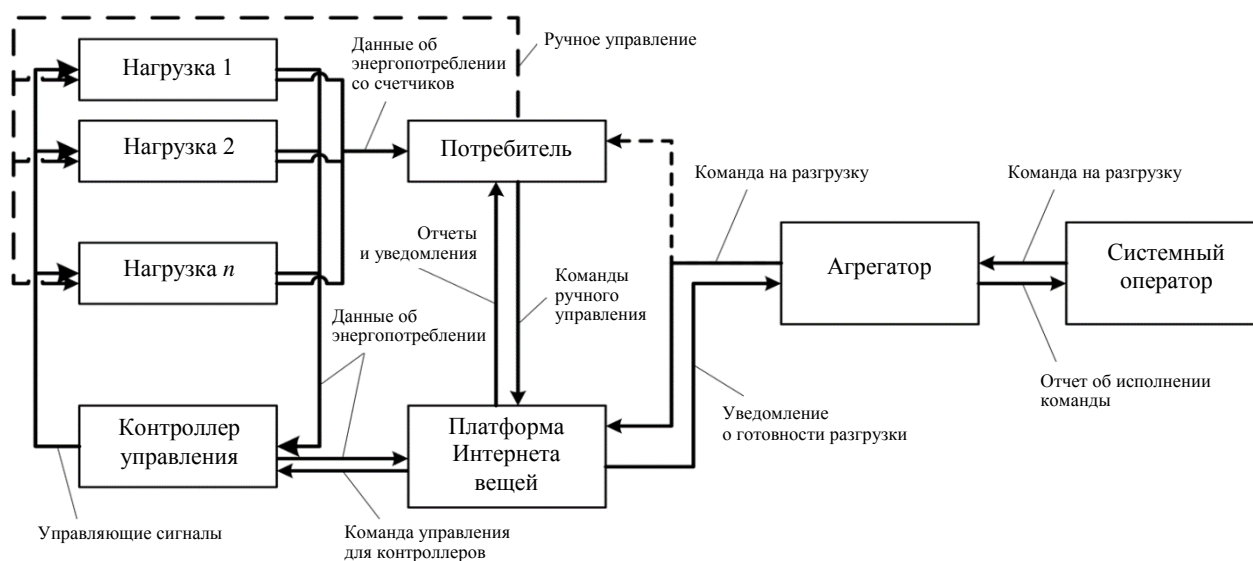 Нагрузка 1
Данные об
энергопотреблении
со счетчиков
Ручное управление
Нагрузка 2
Потребитель
Команда на разгрузку
Команда на разгрузку
Нагрузка n
Отчеты
и уведомления
Команды
ручного
управления
Агрегатор
Системный
оператор
Данные об
энергопотреблении
Отчет об исполнении
команды
Уведомление
о готовности разгрузки
Контроллер
управления
Платформа
Интернета
вещей
Управляющие сигналы
Команда управления
для контроллеров